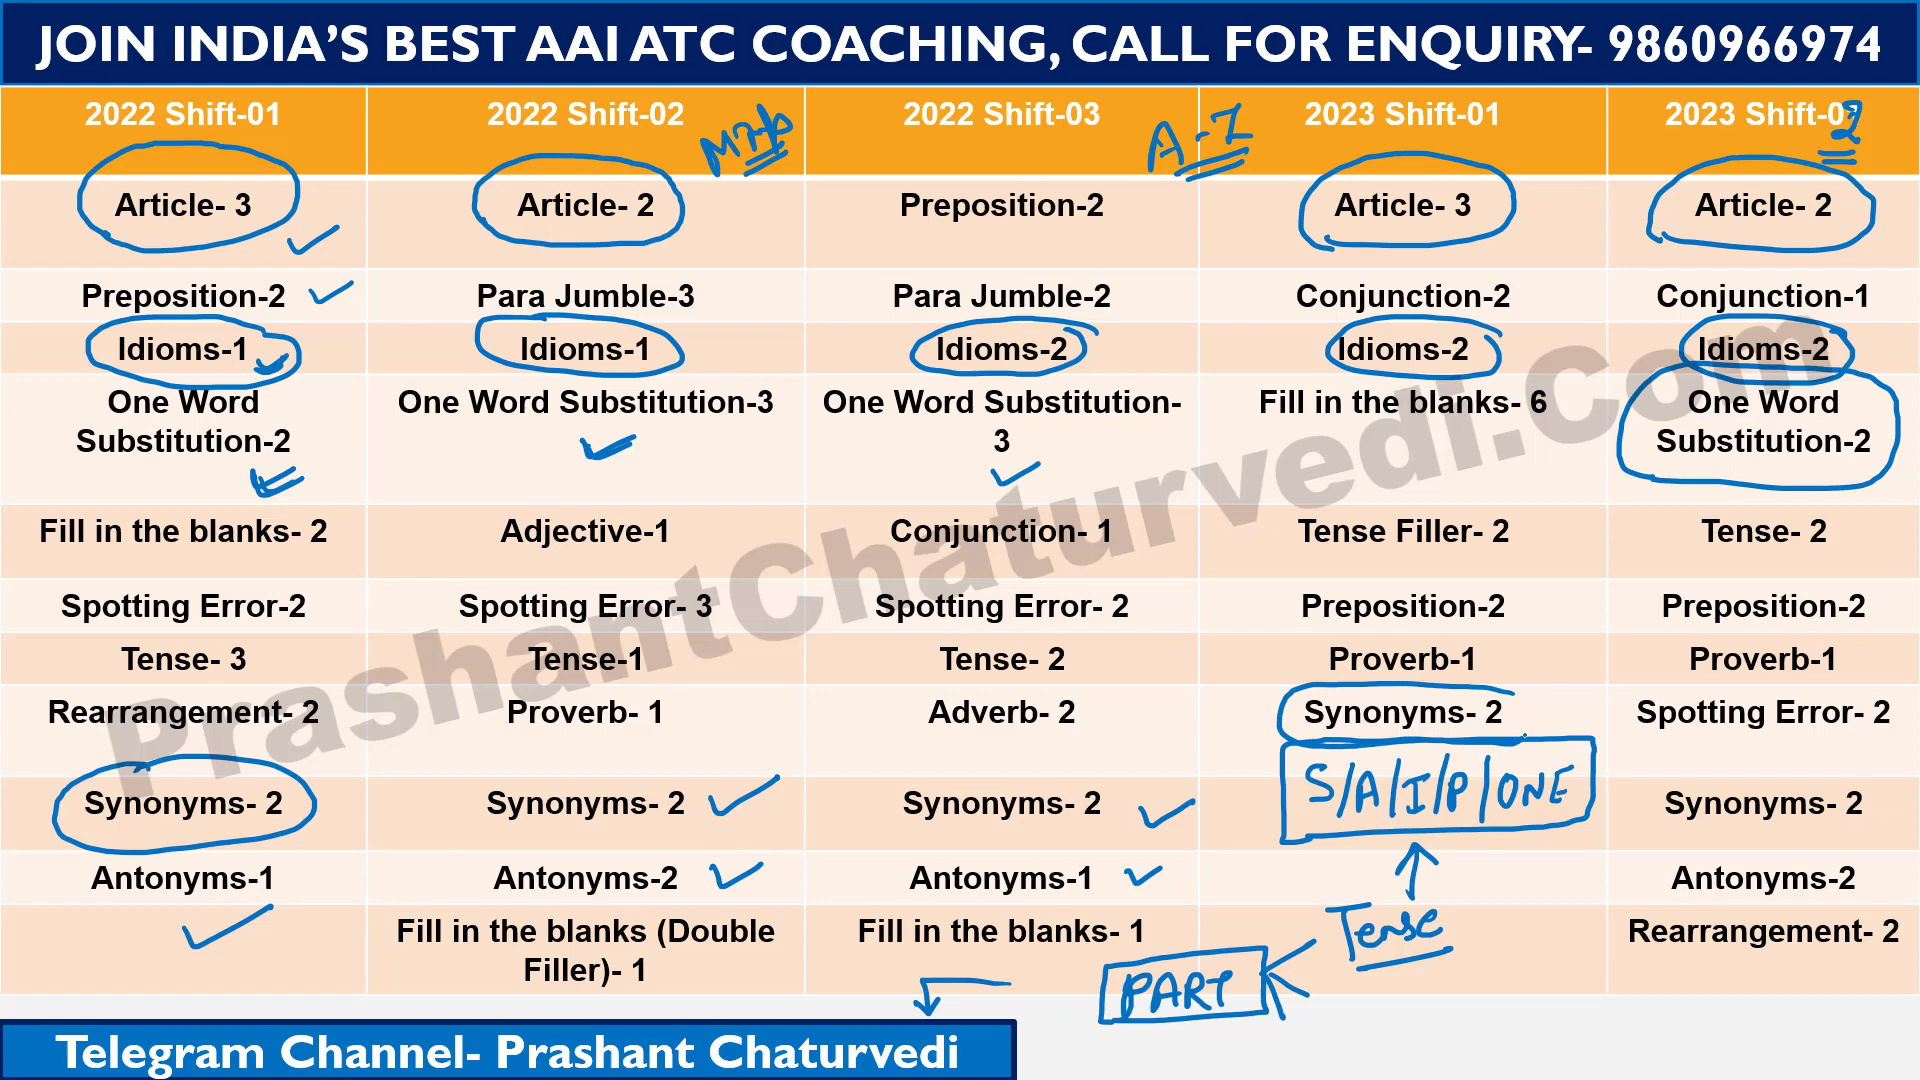 JOIN INDIA'S BEST AAI ATC COACHING, CALL FOR ENQUIRY- 9860966974
2022 Shift-01
2022 Shift-02
2022 Shift-03
A-Z
2023 Shift-01
2023 Shift-02
Article- 3
Article- 2
Preposition-2
Article- 3
Article- 2
Preposition-2
Para Jumble-3
Para Jumble-2
Conjunction-2
Conjunction-1
Idioms-1
Idioms-1
Idioms-2
Idioms-2
Idioms-2
One Word
Substitution-2
One Word Substitution-3
One Word Substitution-
3
Fill in the blanks- 6
One Word
Substitution-2
Fill in the blanks- 2
Adjective-1
Conjunction- 1
Tense Filler- 2
Tense- 2
Spotting Error-2
Spotting Error- 3
Spotting Error- 2
Preposition-2
Preposition-2
Tense- 3
Tense-1
Tense- 2
Proverb-1
Proverb-1
Rearrangement- 2
Proverb- 1
Adverb- 2
Synonyms- 2
Spotting Error- 2
Synonyms- 2
Synonyms- 2
Synonyms- 2
S/A/I/P/ONE
Synonyms- 2
Antonyms-1
Antonyms-2
Antonyms-1
Antonyms-2
Fill in the blanks (Double
Filler)- 1
Fill in the blanks- 1
Tense
Rearrangement- 2
PART
PrashantChaturvedi.Com
Telegram Channel- Prashant Chaturvedi